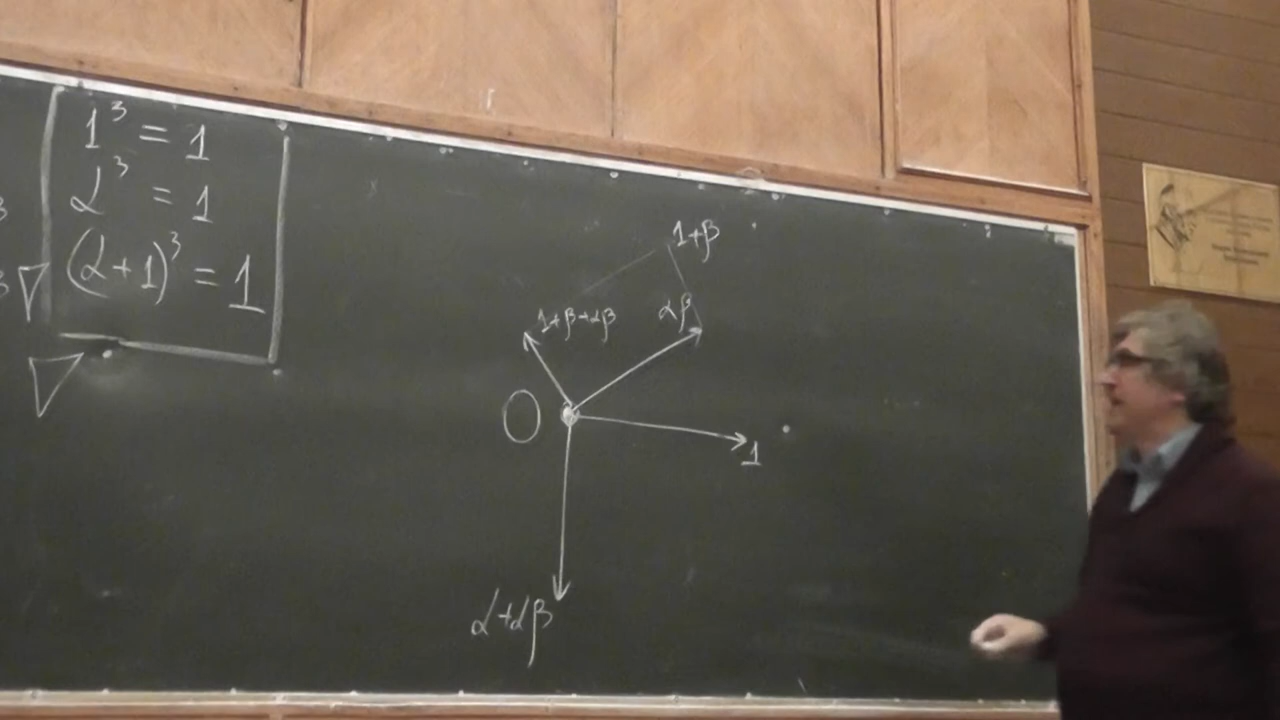 1³ = 1
α³ = 1
(α+1)³ = 1
1+β
1+β+αβ
αβ
O
1
α+αβ